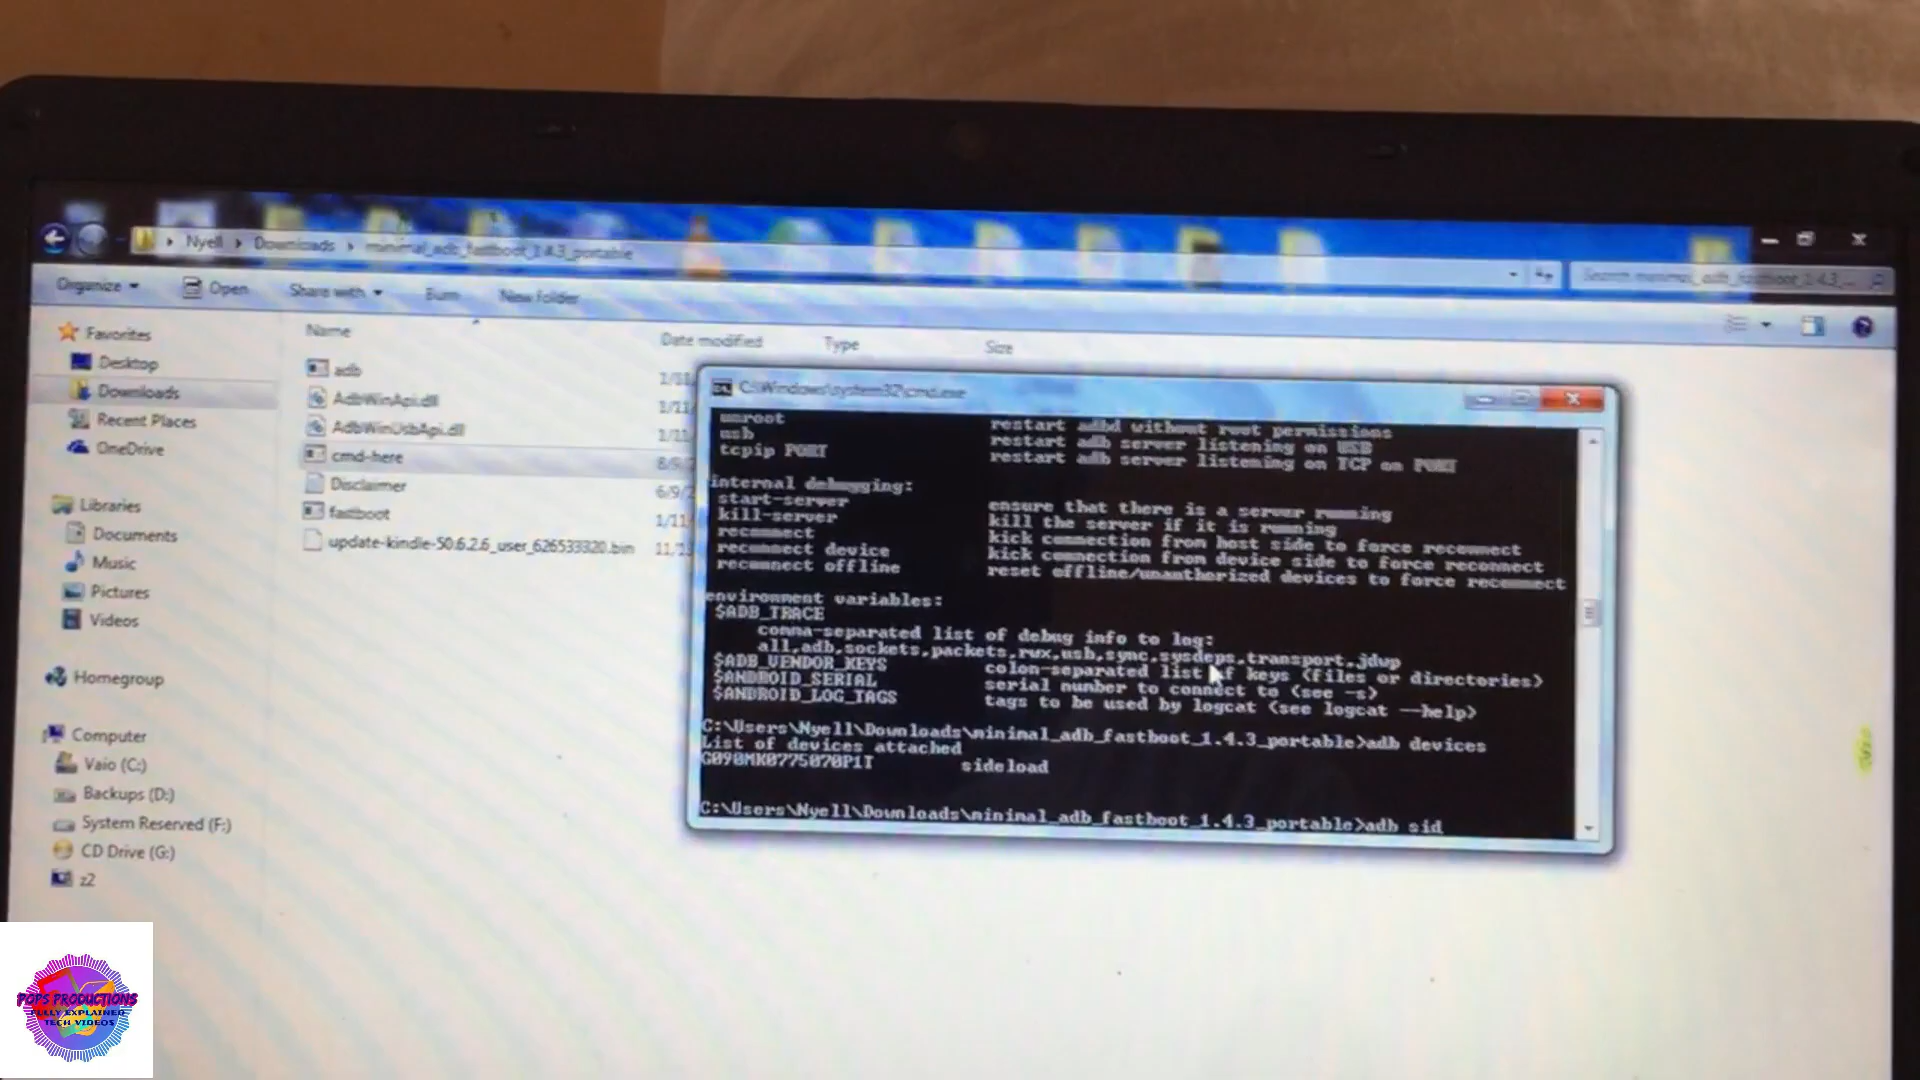 Nyell Downloads minimal_adb_fastboot_1.4.3_portable
Search minimal_adb_fastboot_1.4.3_...
Organize Open Share with Burn New folder
Favorites
Desktop
Downloads
Recent Places
OneDrive
Libraries
Documents
Music
Pictures
Videos
Homegroup
Computer
Vaio (C:)
Backups (D:)
System Reserved (F:)
CD Drive (G:)
z2
Name Date modified Type Size
adb
AdbWinApi.dll
AdbWinUsbApi.dll
cmd-here
Disclaimer
fastboot
update-kindle-50.6.2.6_user_626533320.bin
C:\Windows\system32\cmd.exe
unroot restart adbd without root permissions
usb restart adb server listening on USB
tcpip PORT restart adb server listening on TCP on PORT
internal debugging:
start-server ensure that there is a server running
kill-server kill the server if it is running
reconnect kick connection from host side to force reconnect
reconnect device kick connection from device side to force reconnect
reconnect offline reset offline/unauthorized devices to force reconnect
environment variables:
$ADB_TRACE
comma-separated list of debug info to log:
all,adb,sockets,packets,rwx,usb,sync,sysdeps,transport,jdwp
$ADB_VENDOR_KEYS colon-separated list of keys (files or directories)
$ANDROID_SERIAL serial number to connect to (see -s)
$ANDROID_LOG_TAGS tags to be used by logcat (see logcat --help)
C:\Users\Nyell\Downloads\minimal_adb_fastboot_1.4.3_portable>adb devices
List of devices attached
G090MK0775070P1T sideload
C:\Users\Nyell\Downloads\minimal_adb_fastboot_1.4.3_portable>adb sid
POPS PRODUCTIONS
FULLY EXPLAINED
TECH VIDEOS